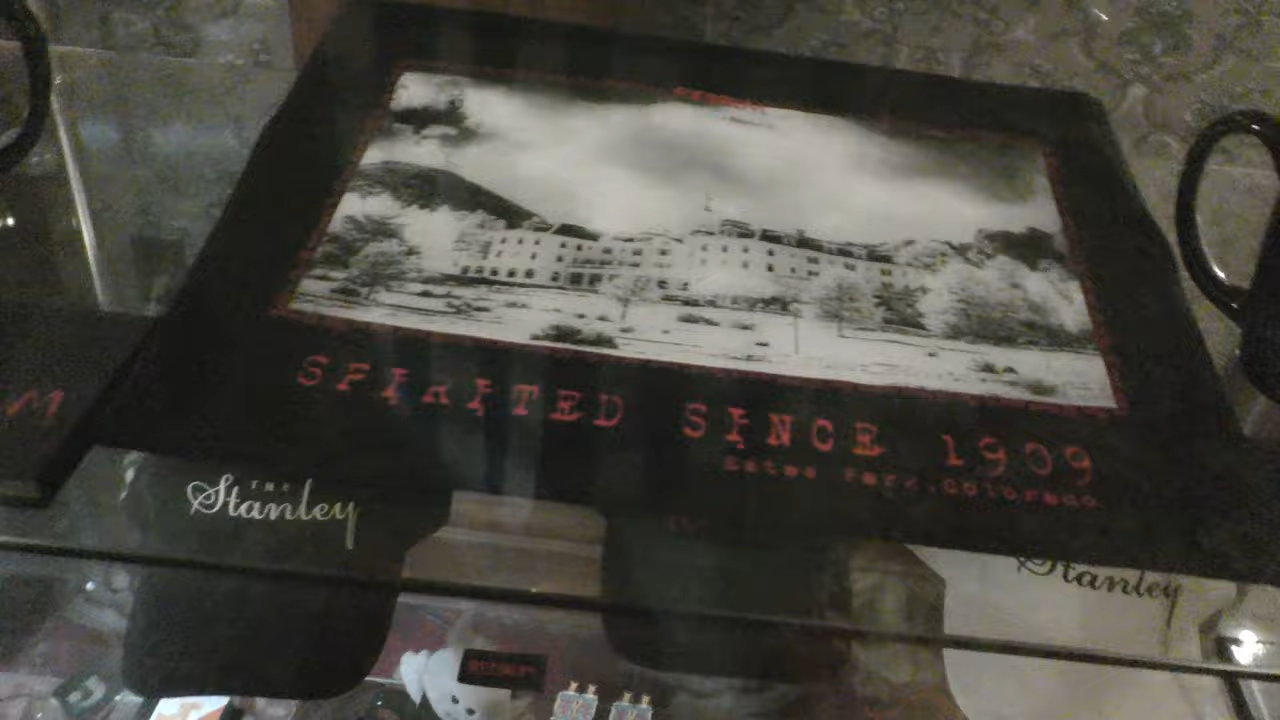 SPIRITED SINCE 1909
Estes Park, Colorado
THE
Stanley
Stanley